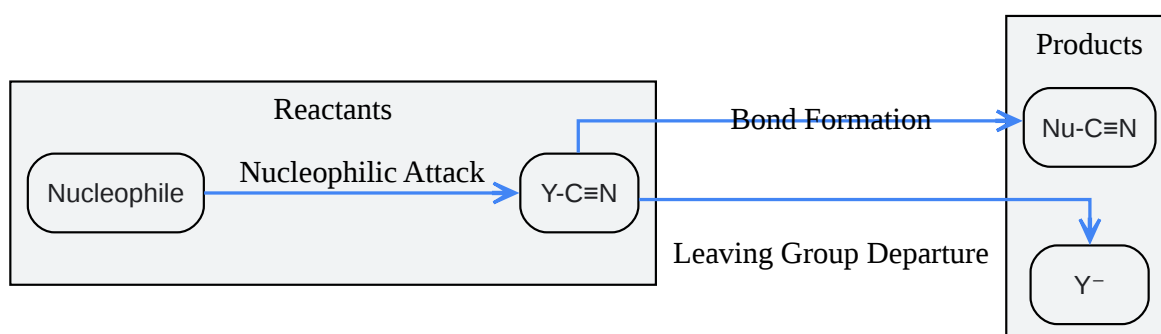 Products
Reactants
Bond Formation
Nu-C≡N
Nucleophilic Attack
Nucleophile
Y-C≡N
Leaving Group Departure
Y⁻